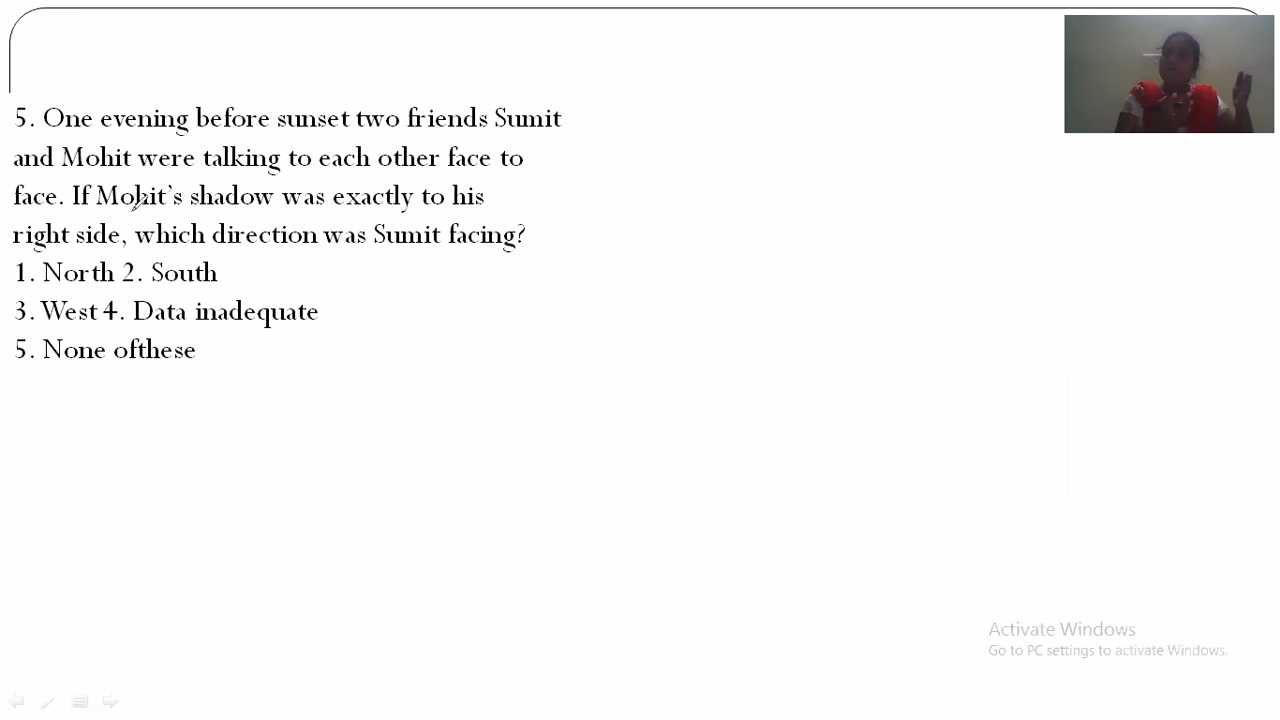 5. One evening before sunset two friends Sumit
and Mohit were talking to each other face to
face. If Mohit's shadow was exactly to his
right side, which direction was Sumit facing?
1. North 2. South
3. West 4. Data inadequate
5. None ofthese
Activate Windows
Go to PC settings to activate Windows.